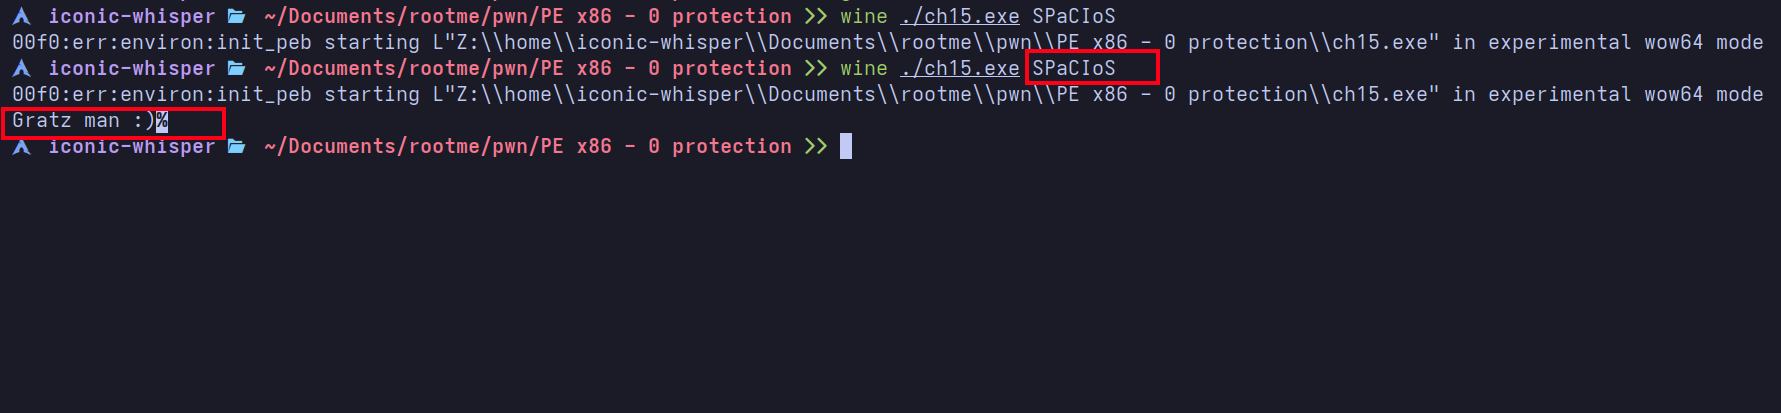 iconic-whisper ~/Documents/rootme/pwn/PE x86 - 0 protection >> wine ./ch15.exe SPaCIoS
00f0:err:environ:init_peb starting L"Z:\\home\\iconic-whisper\\Documents\\rootme\\pwn\\PE x86 - 0 protection\\ch15.exe" in experimental wow64 mode
iconic-whisper ~/Documents/rootme/pwn/PE x86 - 0 protection >> wine ./ch15.exe SPaCIoS
00f0:err:environ:init_peb starting L"Z:\\home\\iconic-whisper\\Documents\\rootme\\pwn\\PE x86 - 0 protection\\ch15.exe" in experimental wow64 mode
Gratz man :)%
iconic-whisper ~/Documents/rootme/pwn/PE x86 - 0 protection >>